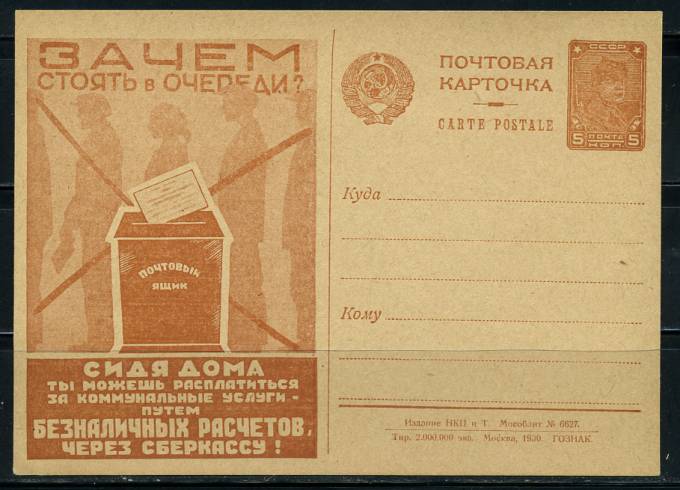 ЗАЧЕМ
СТОЯТЬ В ОЧЕРЕДИ?
ПОЧТОВЫЙ
ЯЩИК
СИДЯ ДОМА
ТЫ МОЖЕШЬ РАСПЛАТИТЬСЯ
ЗА КОММУНАЛЬНЫЕ УСЛУГИ -
ПУТЕМ
БЕЗНАЛИЧНЫХ РАСЧЕТОВ,
ЧЕРЕЗ СБЕРКАССУ!
ПОЧТОВАЯ
КАРТОЧКА
CARTE POSTALE
СССР
ПОЧТА
5 КОП. 5
Куда
Кому
Издание НКП и Т. Мособлит № 6627.
Тир. 2.000.000 экз. Москва, 1930. ГОЗНАК.